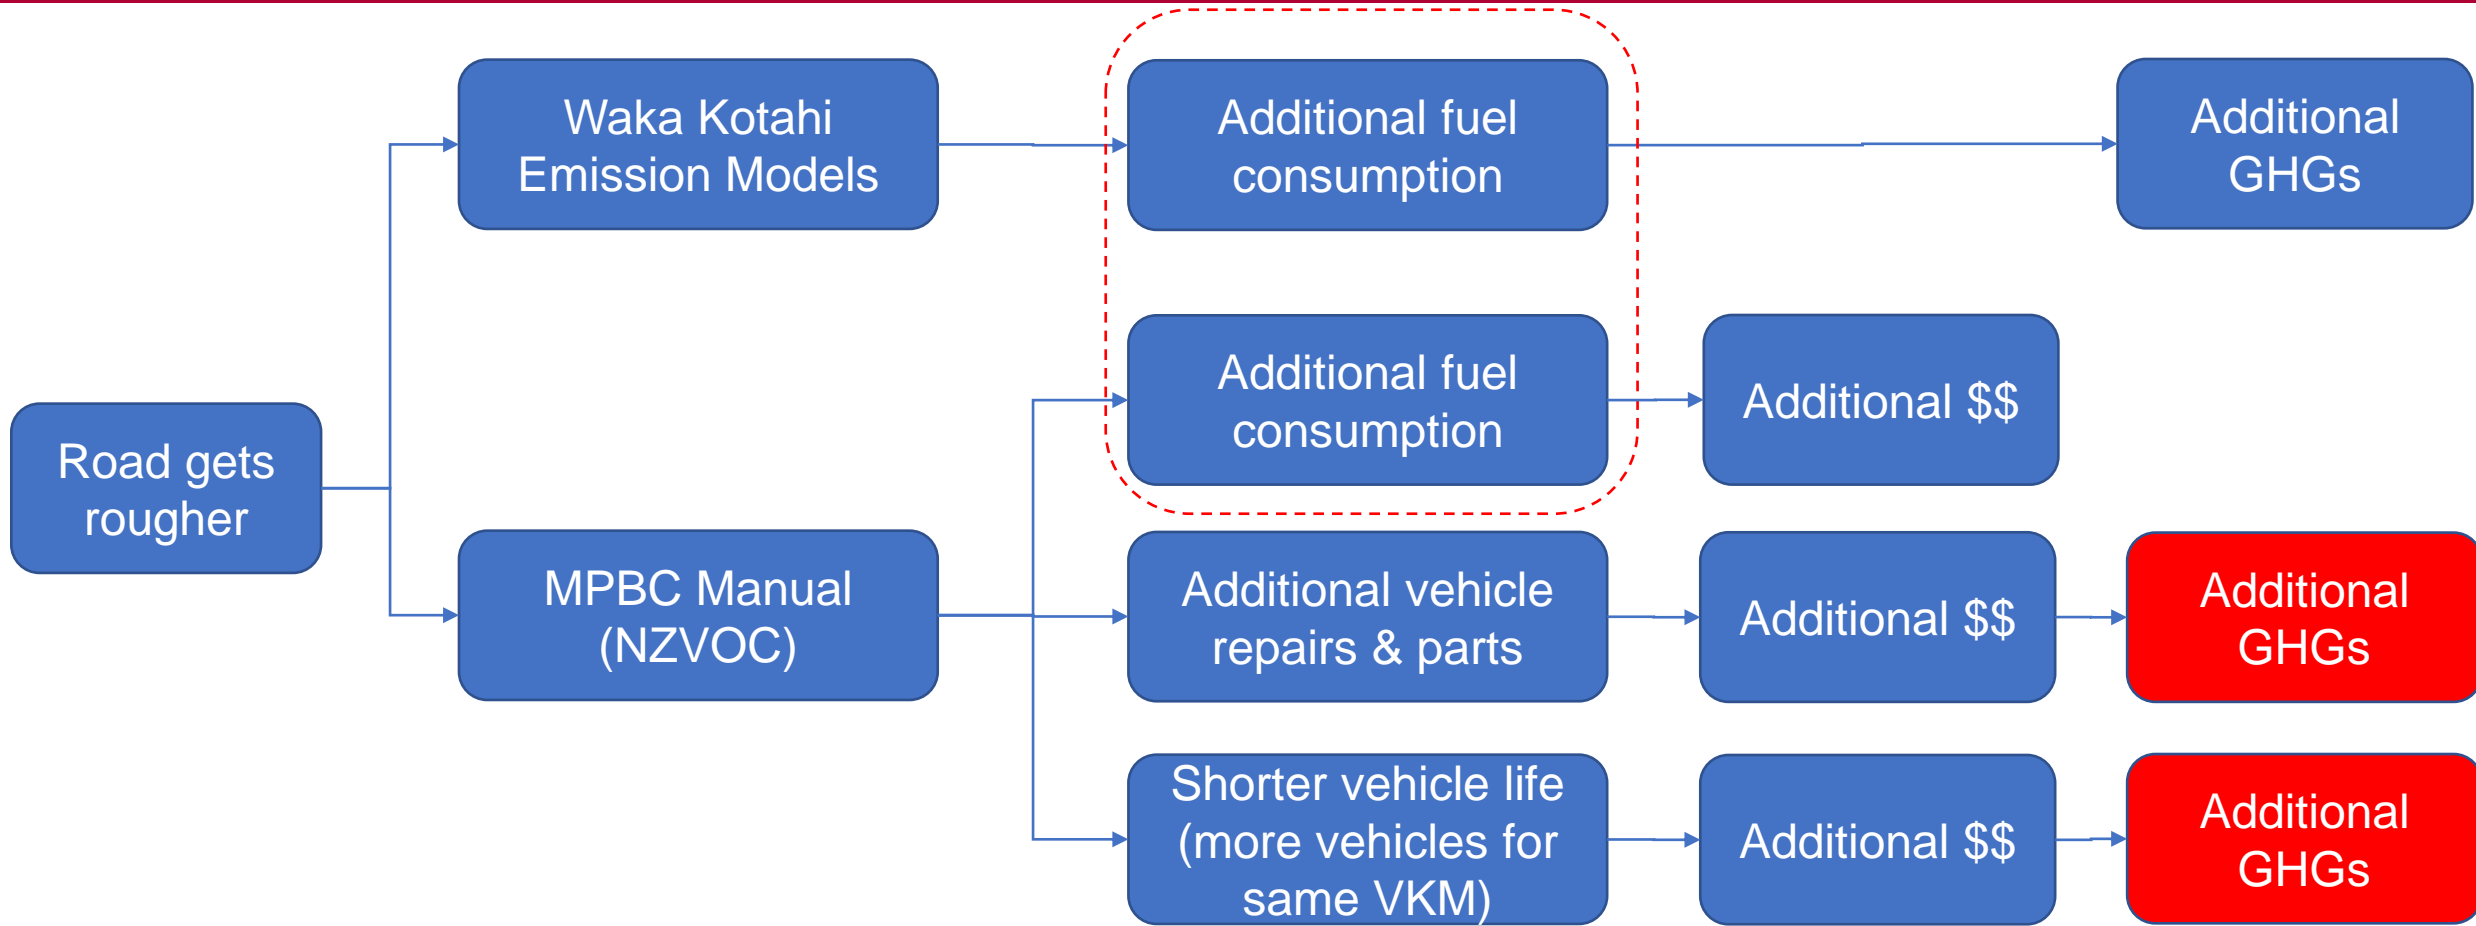 Waka Kotahi
Emission Models
Additional fuel
consumption
Additional
GHGs
Additional fuel
consumption
Additional $$
Road gets
rougher
MPBC Manual
(NZVOC)
Additional vehicle
repairs & parts
Additional $$
Additional
GHGs
Shorter vehicle life
(more vehicles for
same VKM)
Additional $$
Additional
GHGs